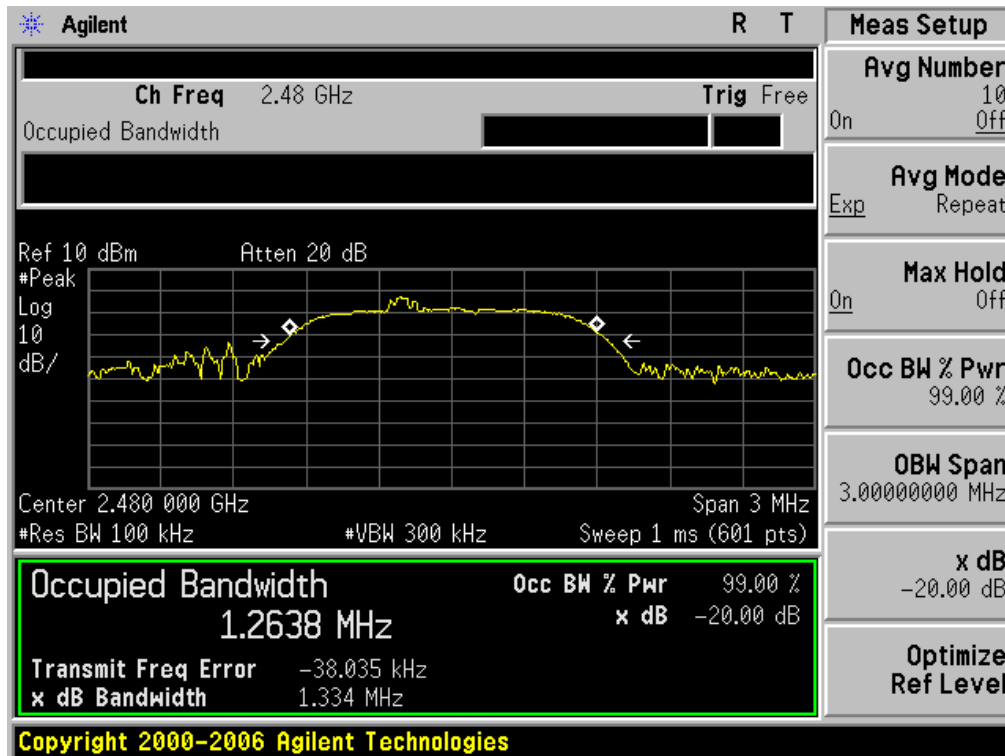 Agilent R T
Meas Setup
Ch Freq 2.48 GHz Trig Free
Occupied Bandwidth
Ref 10 dBm Atten 20 dB
#Peak
Log
10
dB/
Center 2.480 000 GHz Span 3 MHz
#Res BW 100 kHz #VBW 300 kHz Sweep 1 ms (601 pts)
Occupied Bandwidth
1.2638 MHz
Occ BW % Pwr 99.00 %
x dB -20.00 dB
Transmit Freq Error -38.035 kHz
x dB Bandwidth 1.334 MHz
Avg Number
10
On Off
Avg Mode
Exp Repeat
Max Hold
On Off
Occ BW % Pwr
99.00 %
OBW Span
3.00000000 MHz
x dB
-20.00 dB
Optimize
Ref Level
Copyright 2000-2006 Agilent Technologies